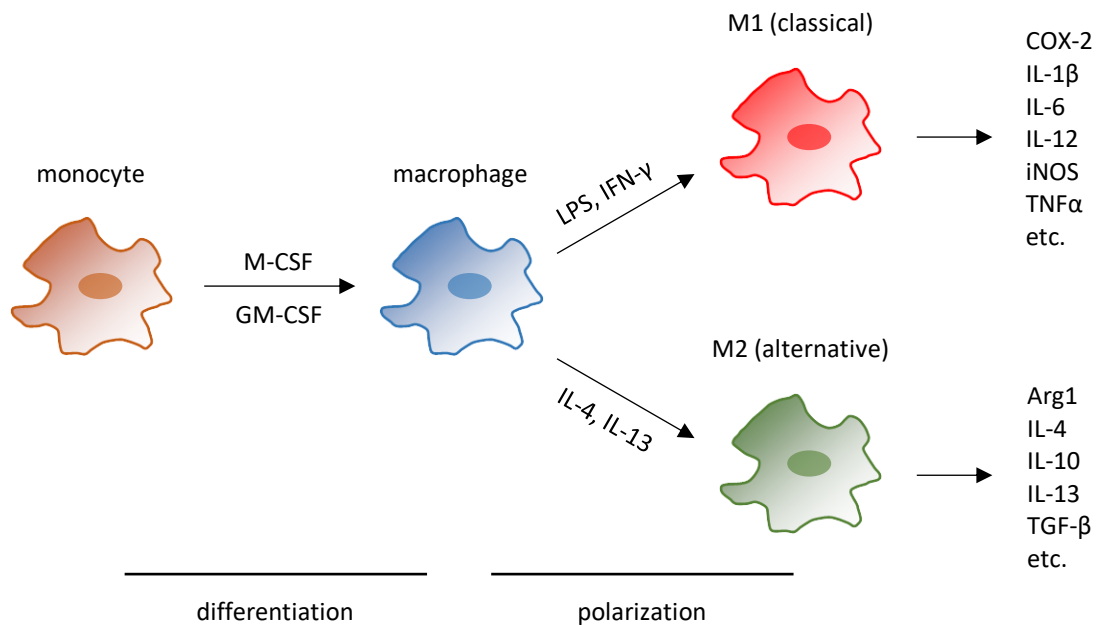 monocyte
M-CSF
GM-CSF
macrophage
LPS, IFN-γ
IL-4, IL-13
M1 (classical)
COX-2
IL-1β
IL-6
IL-12
iNOS
TNFα
etc.
M2 (alternative)
Arg1
IL-4
IL-10
IL-13
TGF-β
etc.
differentiation
polarization